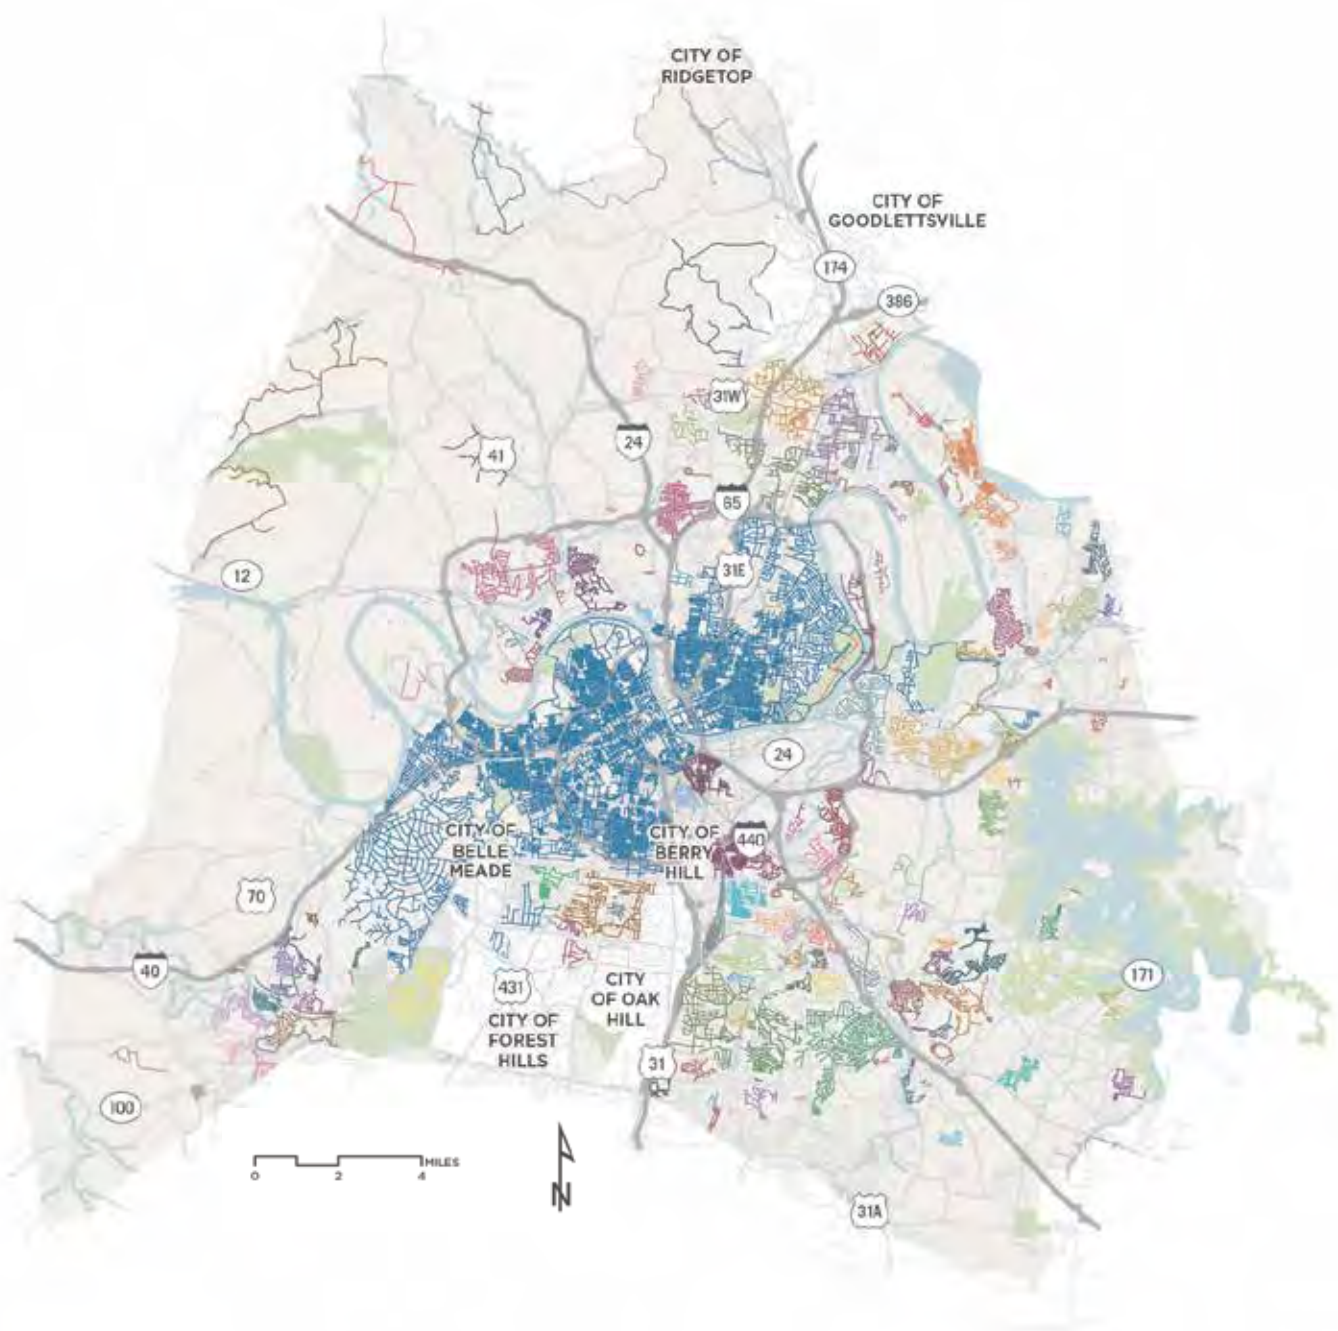 CITY OF
RIDGETOP
CITY OF
GOODLETTSVILLE
174
386
31W
24
41
65
31E
12
24
CITY OF
BELLE
MEADE
CITY OF
BERRY
HILL
440
70
40
431
CITY OF
FOREST
HILLS
CITY
OF OAK
HILL
171
31
100
MILES
0
2
4
N
31A